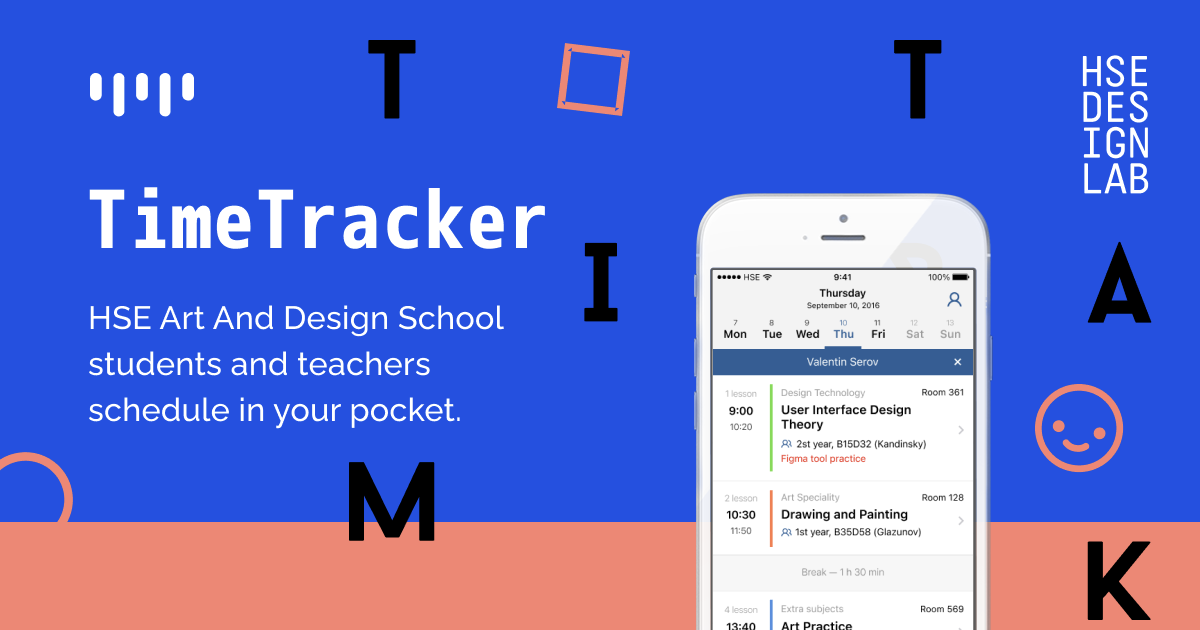 T
T
HSE
DES
IGN
LAB
TimeTracker
I
A
HSE Art And Design School
students and teachers
schedule in your pocket.
M
K
HSE 9:41 100%
Thursday
September 10, 2016
7 8 9 10 11 12 13
Mon Tue Wed Thu Fri Sat Sun
Valentin Serov ×
1 lesson Design Technology Room 361
9:00 User Interface Design
Theory
10:20
2st year, B15D32 (Kandinsky)
Figma tool practice
2 lesson Art Speciality Room 128
10:30 Drawing and Painting
11:50 1st year, B35D58 (Glazunov)
Break — 1 h 30 min
4 lesson Extra subjects Room 569
13:40 Art Practice